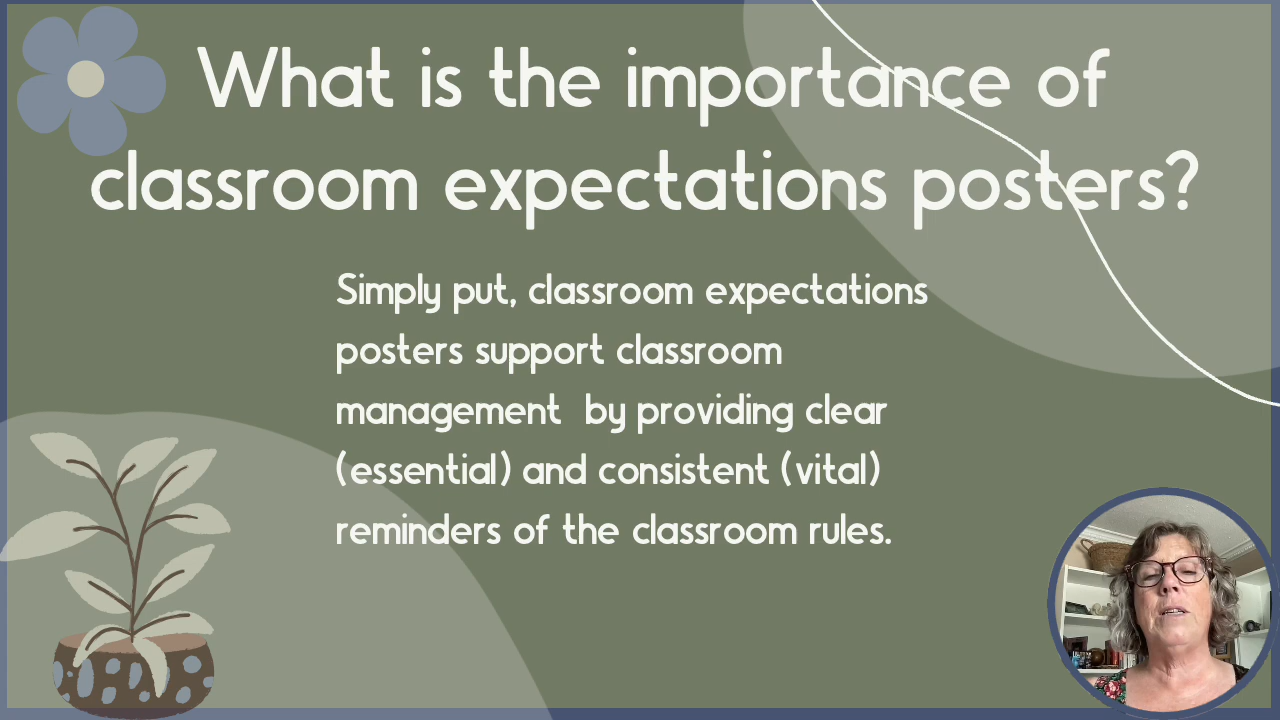 What is the importance of
classroom expectations posters?
Simply put, classroom expectations
posters support classroom
management  by providing clear
(essential) and consistent (vital)
reminders of the classroom rules.